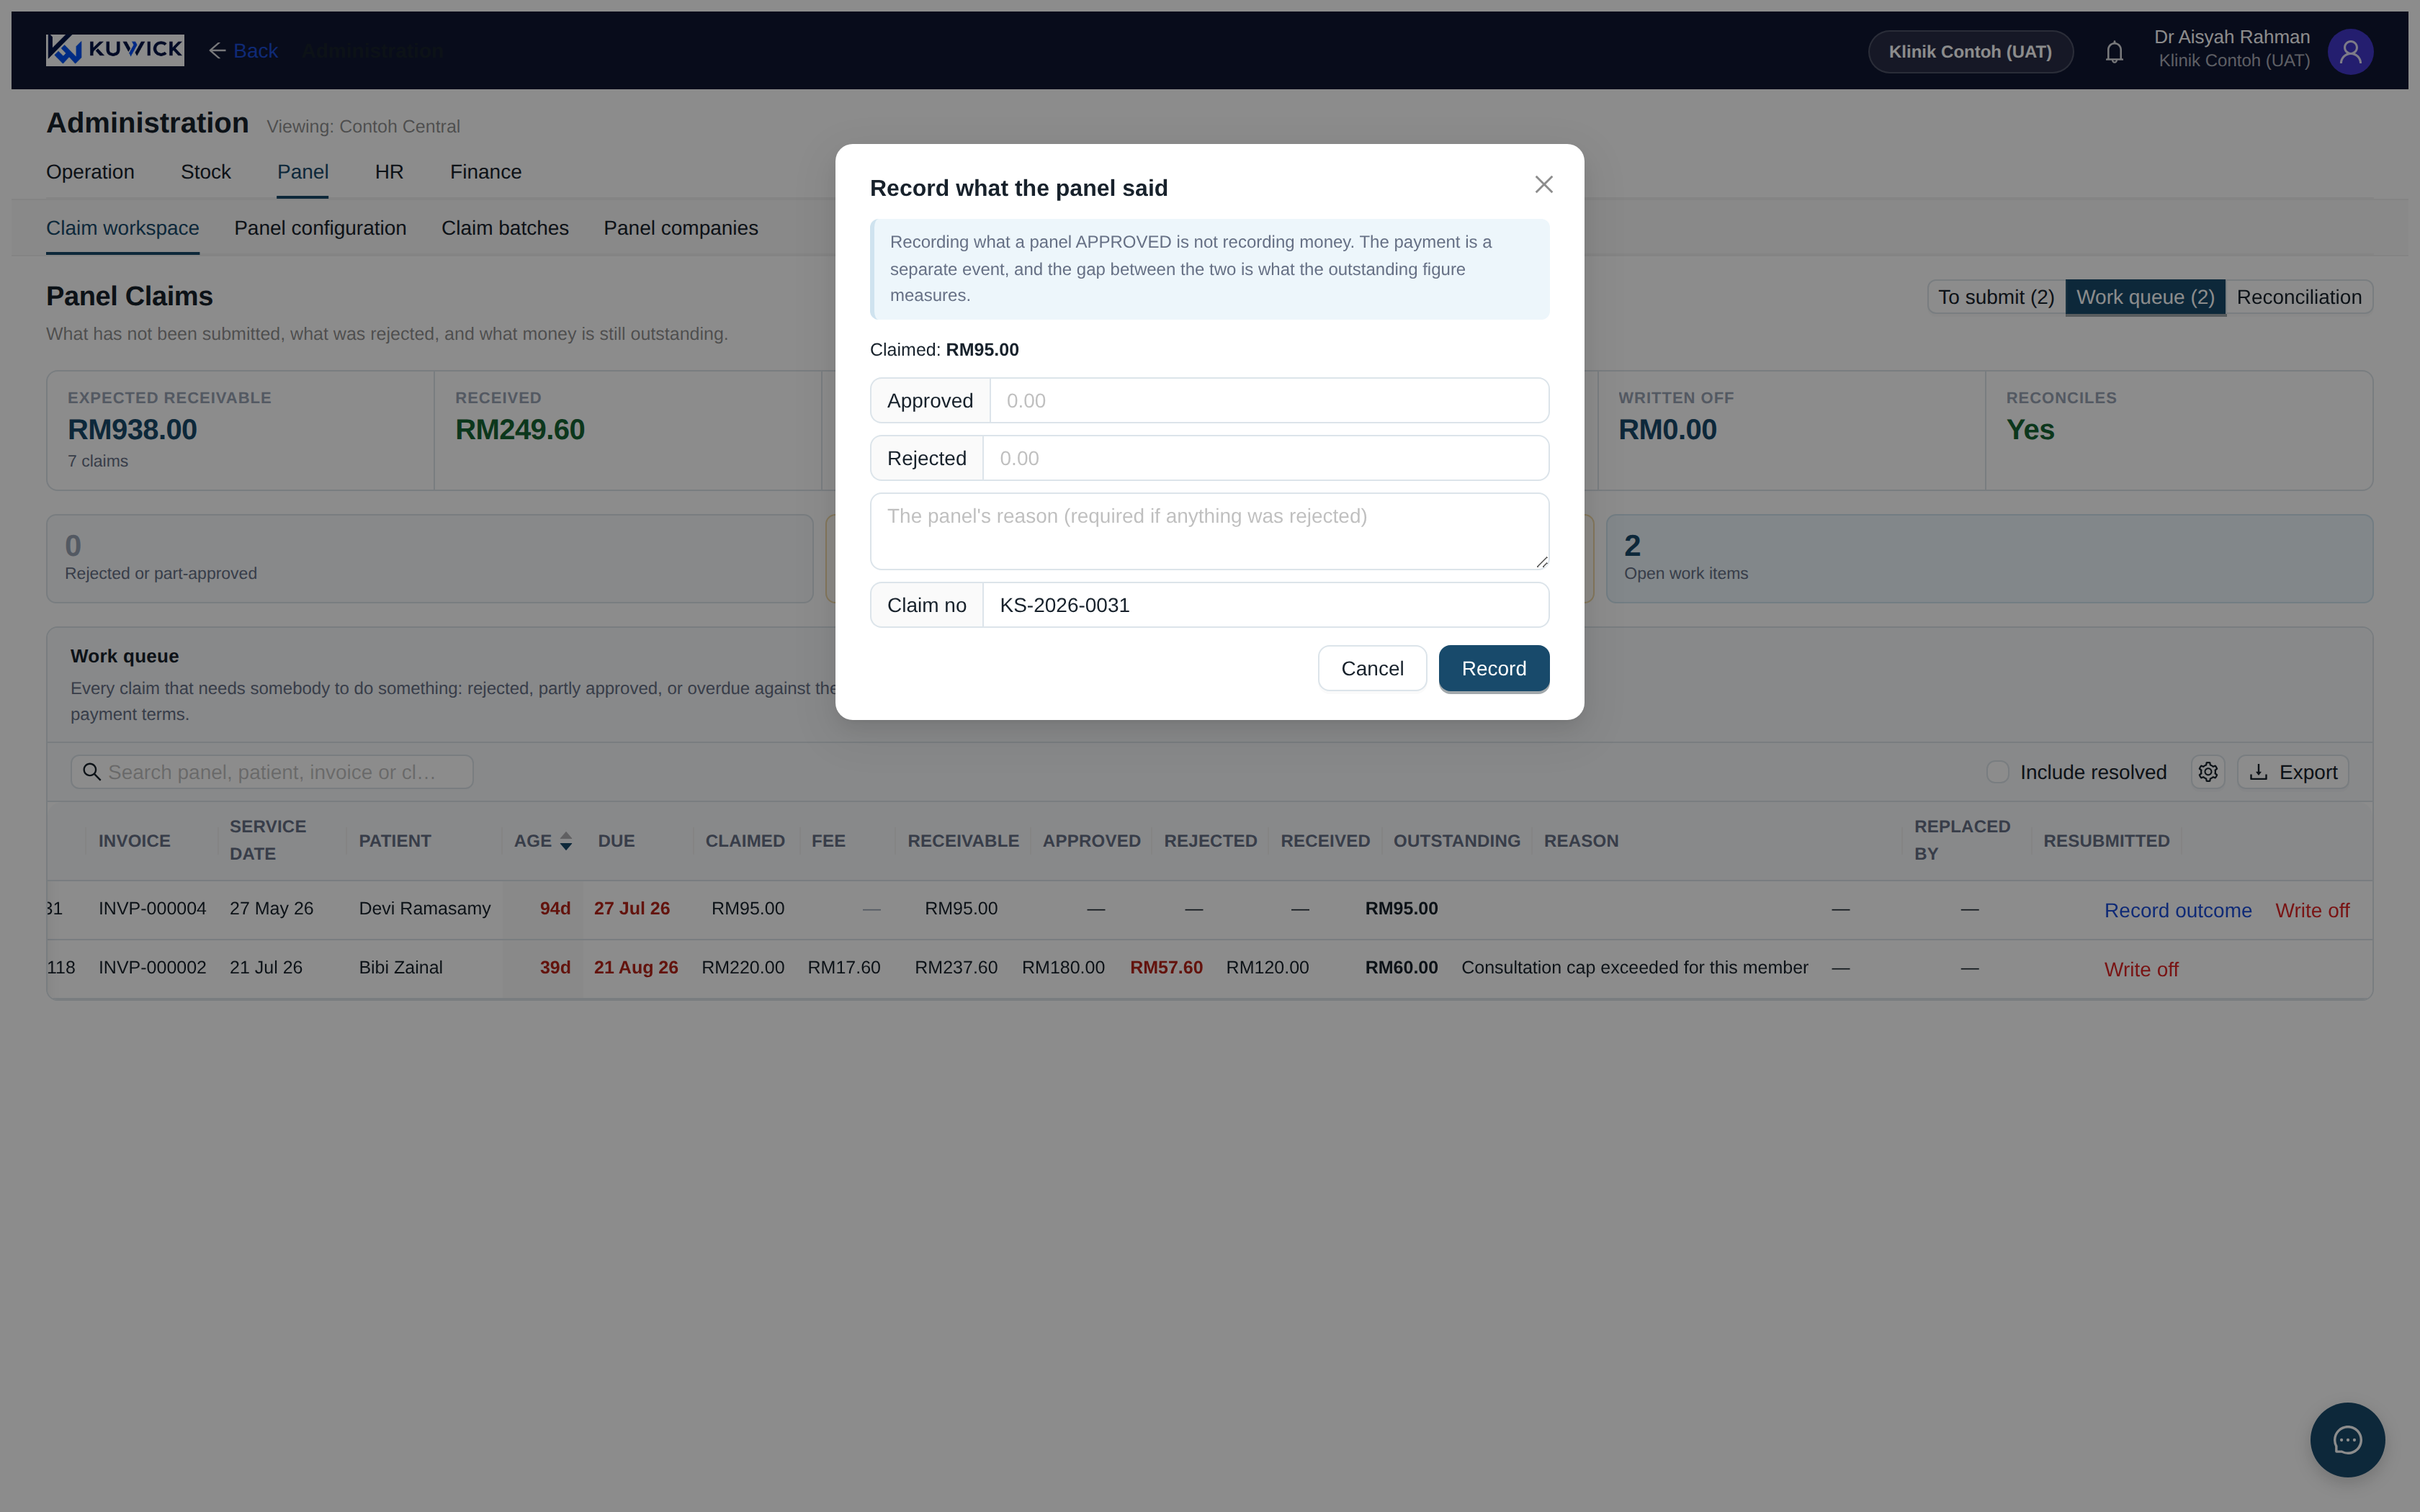 KUWICK
Back
Administration
Klinik Contoh (UAT)
Dr Aisyah Rahman
Klinik Contoh (UAT)
Administration
Viewing: Contoh Central
Operation
Stock
Panel
HR
Finance
Claim workspace
Panel configuration
Claim batches
Panel companies
Panel Claims
What has not been submitted, what was rejected, and what money is still outstanding.
To submit (2)
Work queue (2)
Reconciliation
EXPECTED RECEIVABLE
RM938.00
7 claims
RECEIVED
RM249.60
WRITTEN OFF
RM0.00
RECONCILES
Yes
0
Rejected or part-approved
2
Open work items
Record what the panel said
Recording what a panel APPROVED is not recording money. The payment is a
separate event, and the gap between the two is what the outstanding figure
measures.
Claimed: RM95.00
Approved
0.00
Rejected
0.00
The panel's reason (required if anything was rejected)
Claim no
KS-2026-0031
Cancel
Record
Work queue
Every claim that needs somebody to do something: rejected, partly approved, or overdue against the
payment terms.
Search panel, patient, invoice or cl…
Include resolved
Export
INVOICE SERVICE DATE PATIENT AGE DUE CLAIMED FEE RECEIVABLE APPROVED REJECTED RECEIVED OUTSTANDING REASON REPLACED BY RESUBMITTED
31 INVP-000004 27 May 26 Devi Ramasamy 94d 27 Jul 26 RM95.00 — RM95.00 — — — RM95.00 — — Record outcome Write off
118 INVP-000002 21 Jul 26 Bibi Zainal 39d 21 Aug 26 RM220.00 RM17.60 RM237.60 RM180.00 RM57.60 RM120.00 RM60.00 Consultation cap exceeded for this member — — Write off